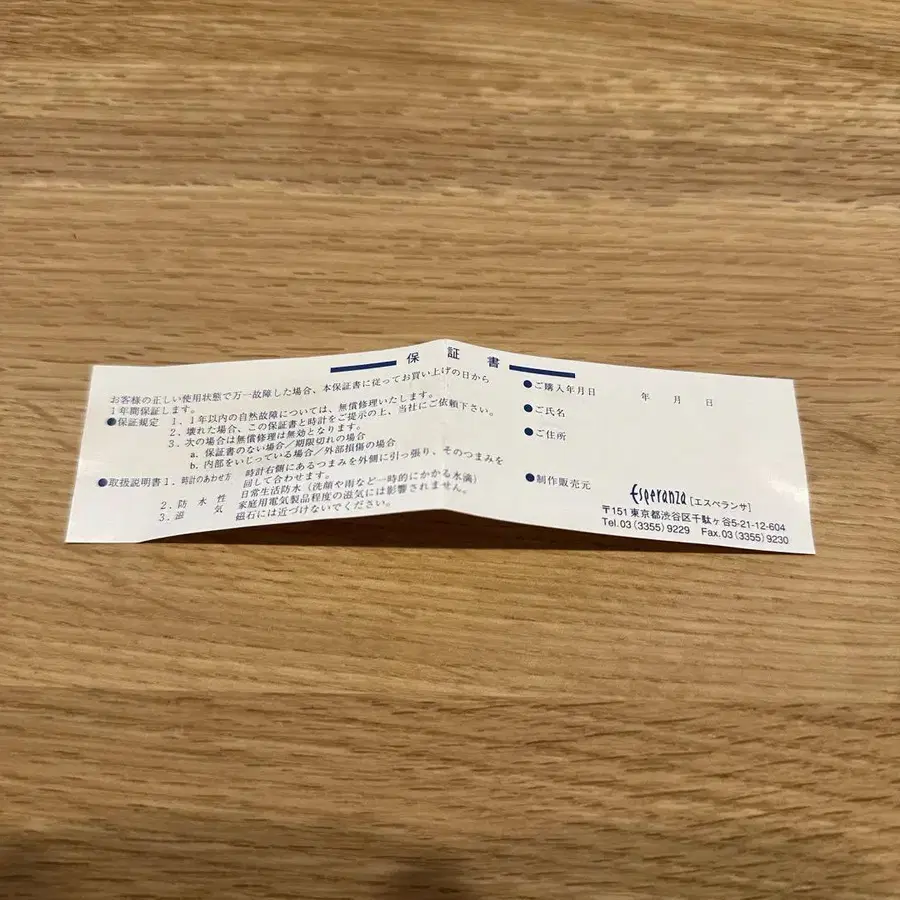 保証書
お客様の正しい使用状態で万一故障した場合、本保証書に従ってお買い上げの日から
1年間保証します。
●保証規定 1. 1年以内の自然故障については、無償修理いたします。
2. 壊れた場合、この保証書と時計をご提示の上、当社にご依頼下さい。
3. 次の場合は無償修理は無効となります。
a. 保証書のない場合/期限切れの場合
b. 内部をいじっている場合/外部損傷の場合
●取扱説明書 1. 時計のあわせ方 時計右側にあるつまみを外側に引っ張り、そのつまみを
回して合わせます。
2. 防水性 日常生活防水(洗顔や雨など一時的にかかる水滴)
3. 磁気 家庭用電気製品程度の磁気には影響されません。
磁石には近づけないでください。
●ご購入年月日 年 月 日
●ご氏名
●ご住所
●制作販売元
Esperanza [エスペランサ]
〒151 東京都渋谷区千駄ヶ谷5-21-12-604
Tel.03(3355)9229 Fax.03(3355)9230